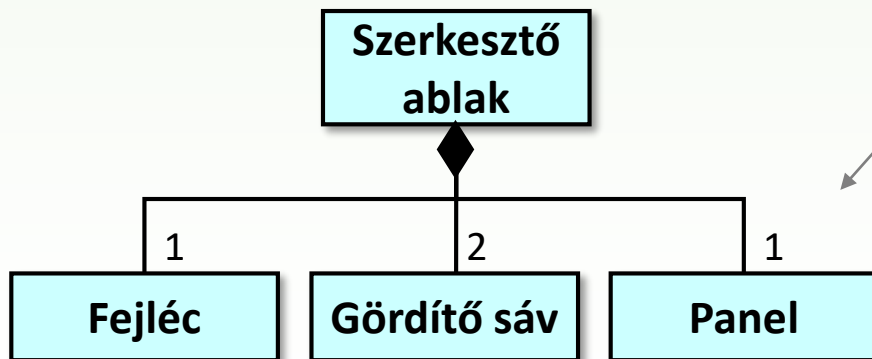 Szerkesztő
ablak
1
2
1
Fejléc
Gördítő sáv
Panel